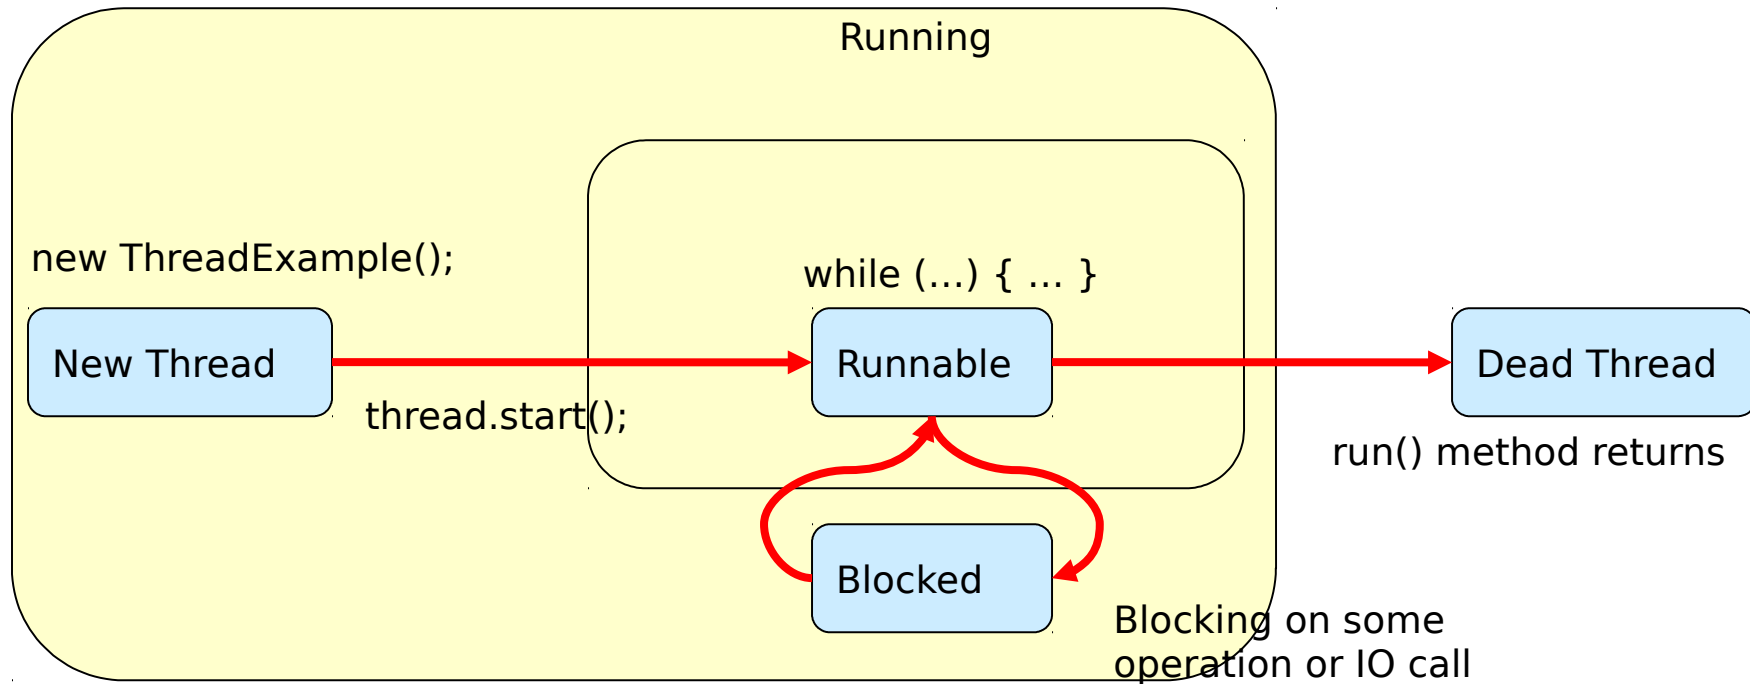 Running
new ThreadExample();
while (...) { ... }
New Thread
Runnable
Dead Thread
thread.start();
run() method returns
Blocked
Blocking on some
operation or IO call